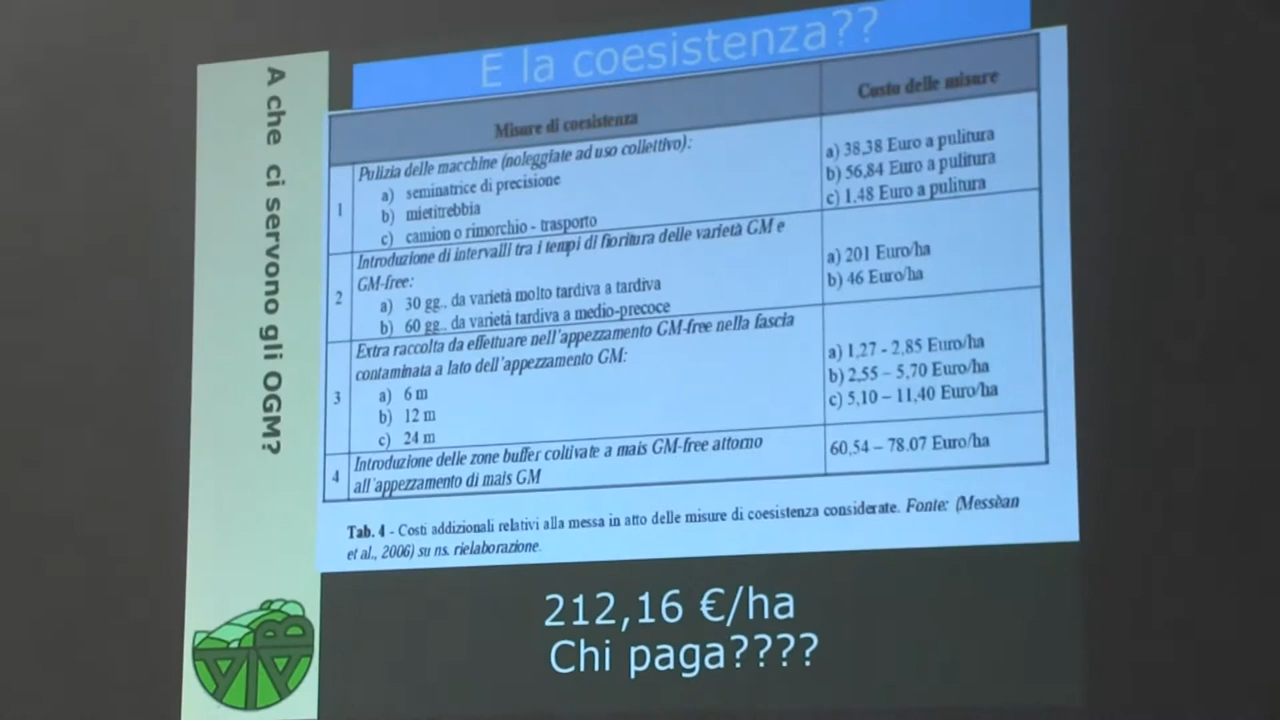 E la coesistenza??
A che ci servono gli OGM?
Misure di coesistenza
Costo delle misure
1
Pulizia delle macchine (noleggiate ad uso collettivo):
a) seminatrice di precisione
b) mietitrebbia
c) camion o rimorchio - trasporto
a) 38,38 Euro a pulitura
b) 56,84 Euro a pulitura
c) 1,48 Euro a pulitura
2
Introduzione di intervalli tra i tempi di fioritura delle varietà GM e
GM-free:
a) 30 gg.. da varietà molto tardiva a tardiva
b) 60 gg.. da varietà tardiva a medio-precoce
a) 201 Euro/ha
b) 46 Euro/ha
3
Extra raccolta da effettuare nell'appezzamento GM-free nella fascia
contaminata a lato dell'appezzamento GM:
a) 6 m
b) 12 m
c) 24 m
a) 1,27 - 2,85 Euro/ha
b) 2,55 – 5,70 Euro/ha
c) 5,10 – 11,40 Euro/ha
4
Introduzione delle zone buffer coltivate a mais GM-free attorno
all'appezzamento di mais GM
60,54 – 78.07 Euro/ha
Tab. 4 - Costi addizionali relativi alla messa in atto delle misure di coesistenza considerate. Fonte: (Messèan
et al., 2006) su ns. rielaborazione.
212,16 €/ha
Chi paga????
AIAB